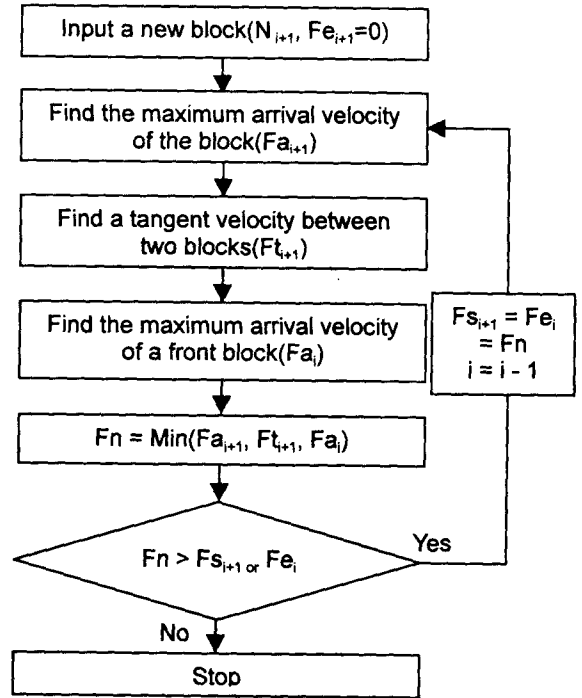 Input a new block(N i+1, Fe i+1=0)
Find the maximum arrival velocity
of the block(Fa i+1)
Find a tangent velocity between
two blocks(Ft i+1)
Find the maximum arrival velocity
of a front block(Fa i)
Fs i+1 = Fe i
= Fn
i = i - 1
Fn = Min(Fa i+1, Ft i+1, Fa i)
Fn > Fs i+1 or Fe i
Yes
No
Stop